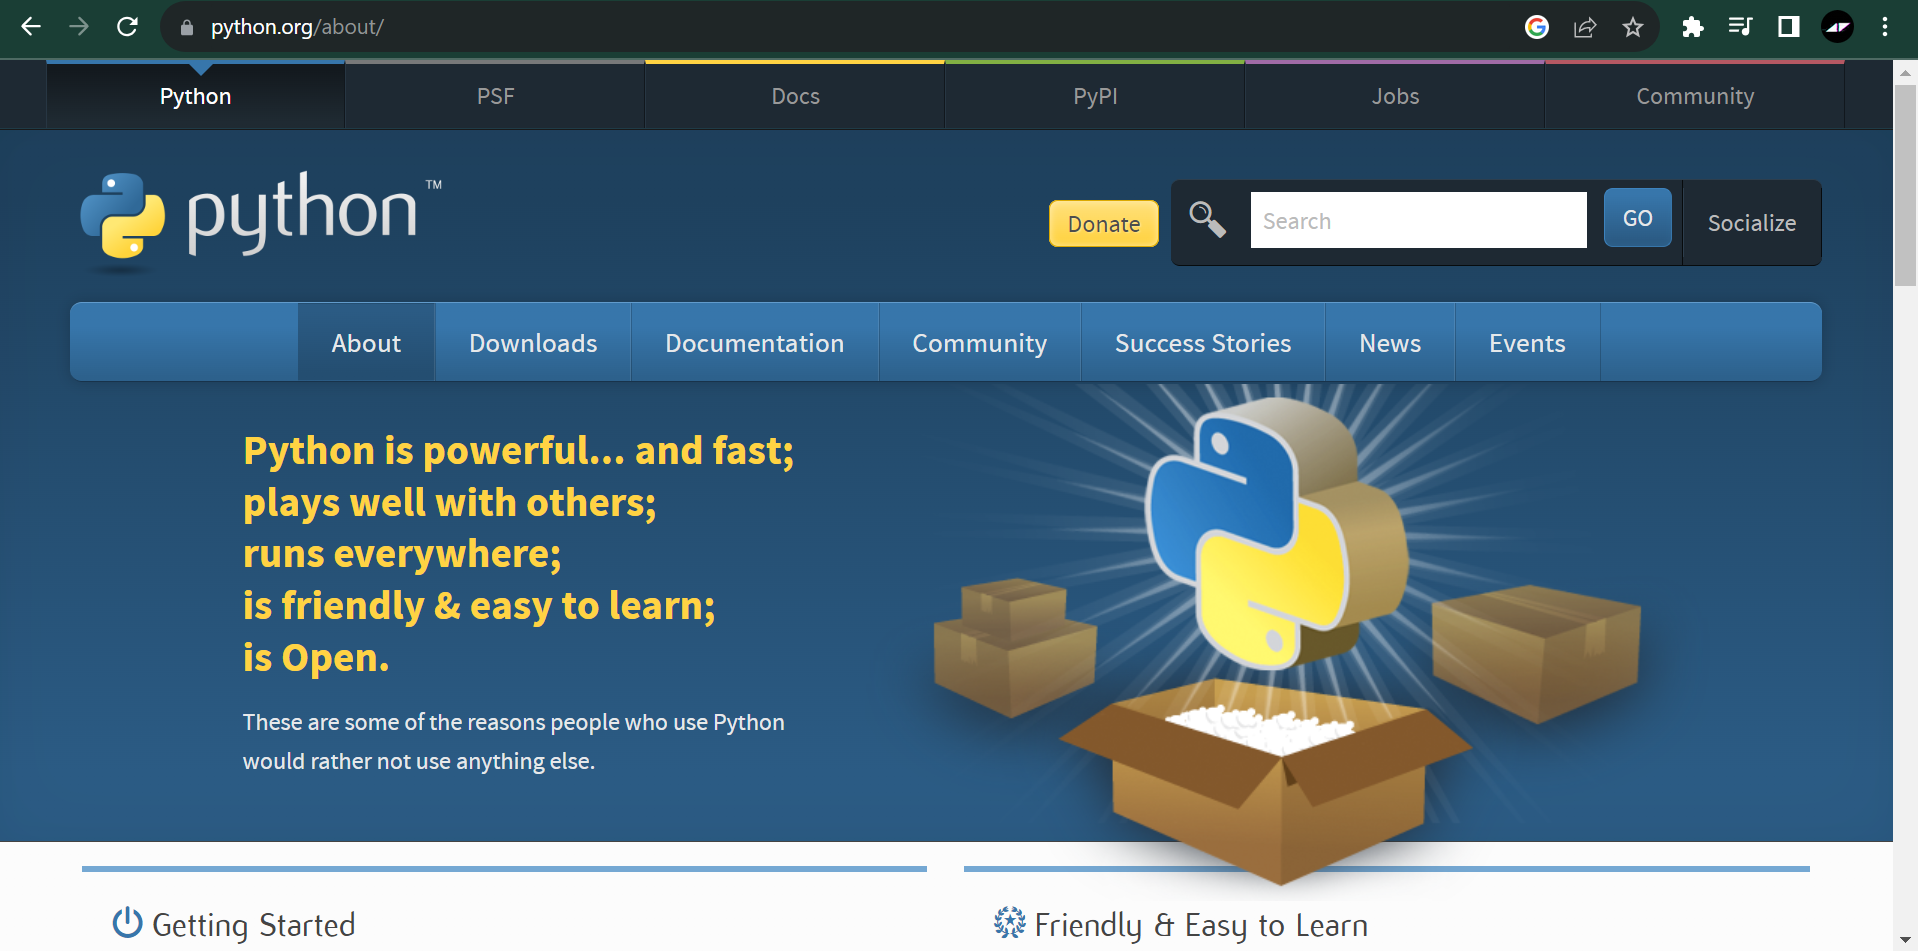 python.org/about/
Python
PSF
Docs
PyPI
Jobs
Community
python™
Donate
Search
GO
Socialize
About
Downloads
Documentation
Community
Success Stories
News
Events
Python is powerful... and fast;
plays well with others;
runs everywhere;
is friendly & easy to learn;
is Open.
These are some of the reasons people who use Python
would rather not use anything else.
Getting Started
Friendly & Easy to Learn